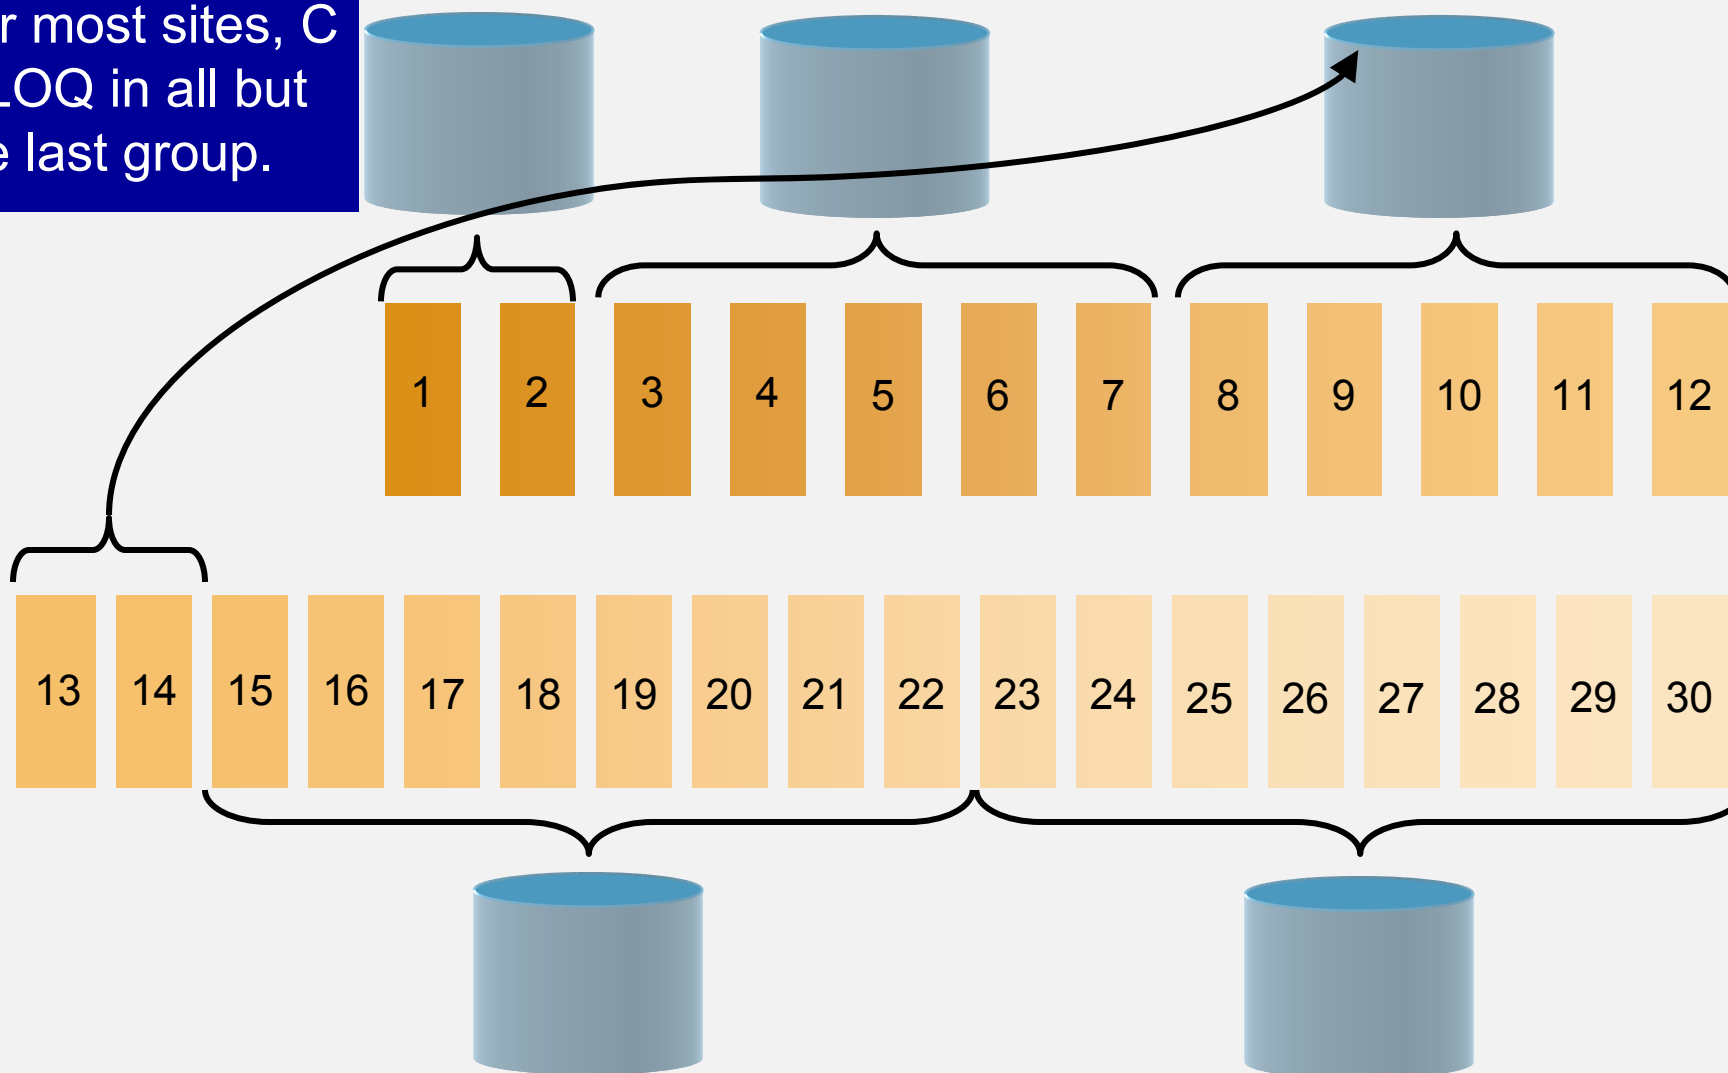 r most sites, C
LOQ in all but
e last group.
1 2 3 4 5 6 7 8 9 10 11 12
13 14 15 16 17 18 19 20 21 22 23 24 25 26 27 28 29 30